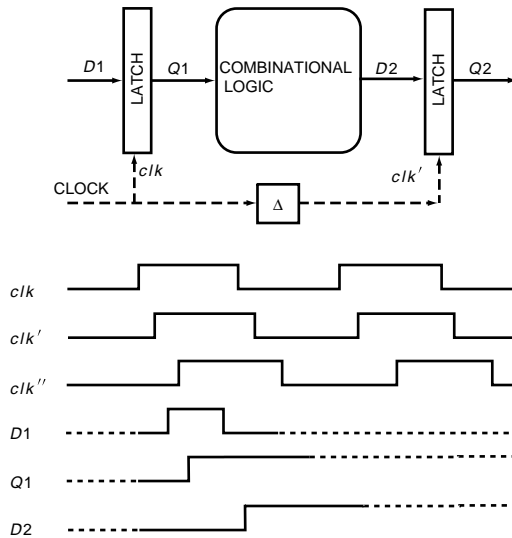 D1
LATCH
Q1
COMBINATIONAL
LOGIC
D2
LATCH
Q2
clk
clk′
CLOCK
Δ
clk
clk′
clk′′
D1
Q1
D2